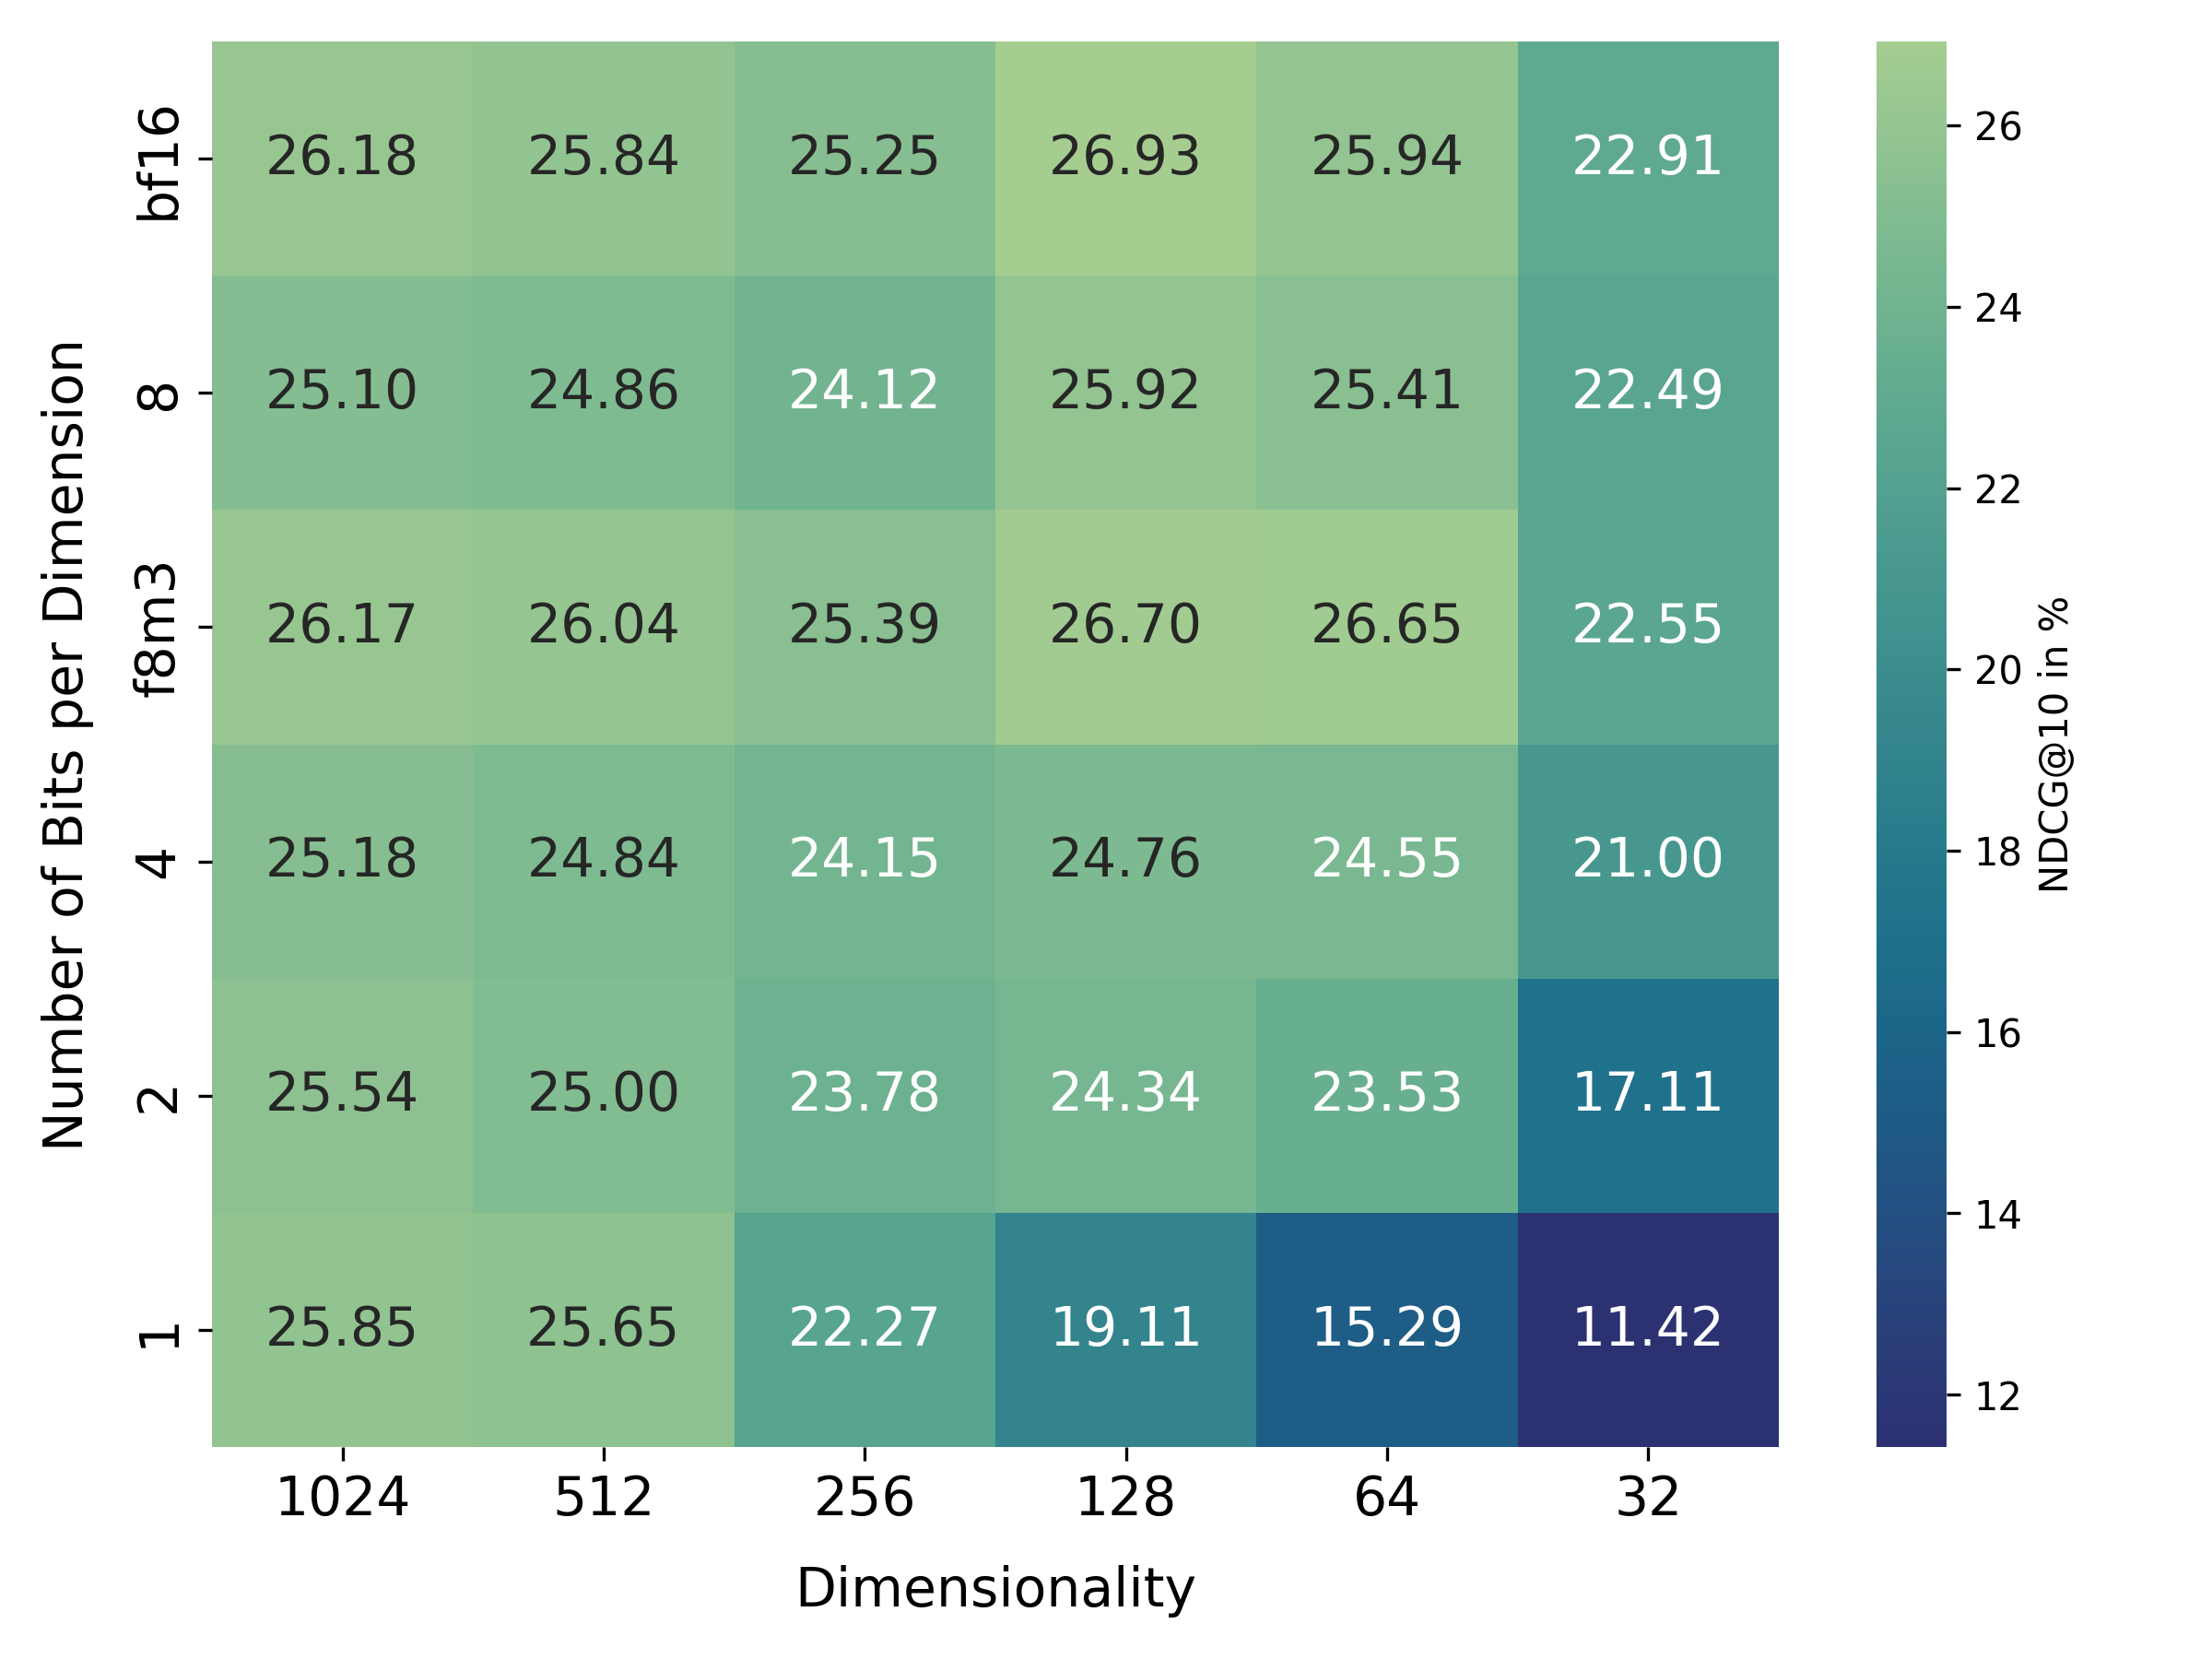 Number of Bits per Dimension
bf16 26.18 25.84 25.25 26.93 25.94 22.91
8 25.10 24.86 24.12 25.92 25.41 22.49
f8m3 26.17 26.04 25.39 26.70 26.65 22.55
4 25.18 24.84 24.15 24.76 24.55 21.00
2 25.54 25.00 23.78 24.34 23.53 17.11
1 25.85 25.65 22.27 19.11 15.29 11.42
1024 512 256 128 64 32
Dimensionality
26
24
22
20
18
16
14
12
NDCG@10 in %